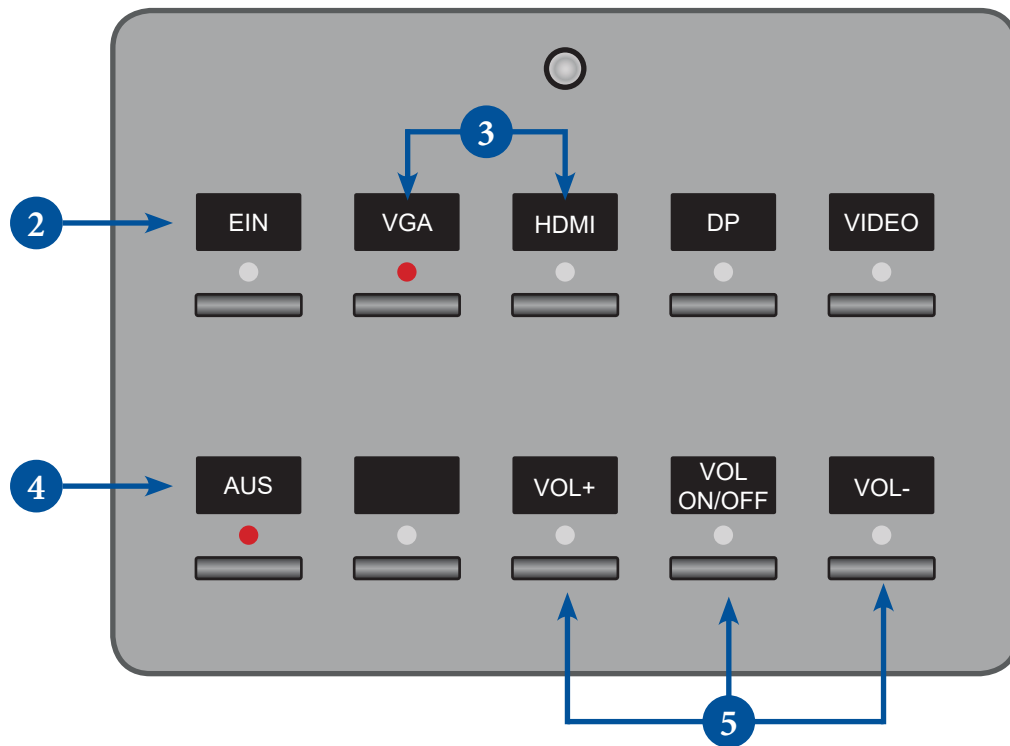 3
2
EIN
VGA
HDMI
DP
VIDEO
4
AUS
VOL+
VOL
ON/OFF
VOL-
5